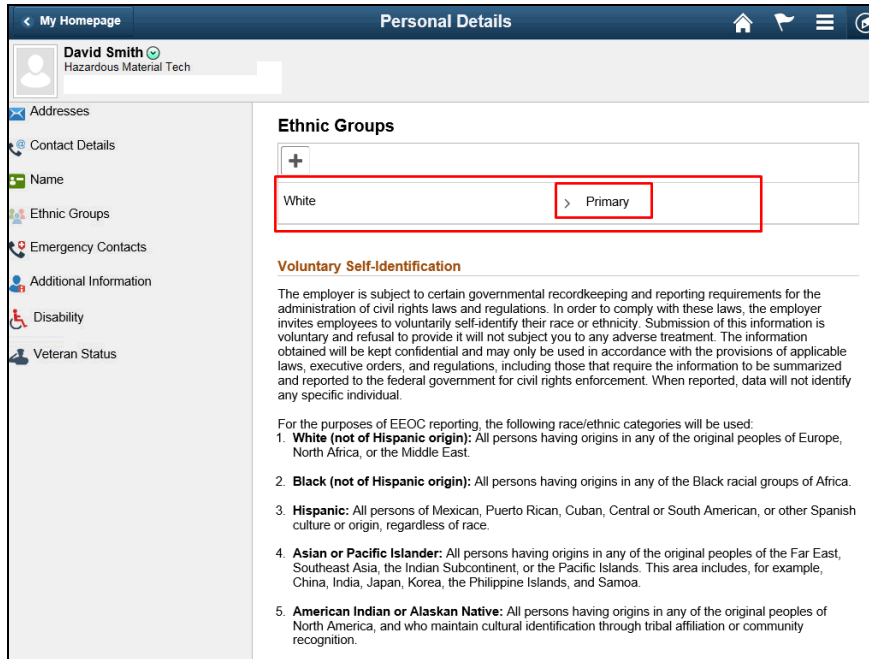 My Homepage
Personal Details
David Smith
Hazardous Material Tech
Addresses
Contact Details
Name
Ethnic Groups
Emergency Contacts
Additional Information
Disability
Veteran Status
Ethnic Groups
+
White
> Primary
Voluntary Self-Identification
The employer is subject to certain governmental recordkeeping and reporting requirements for the
administration of civil rights laws and regulations. In order to comply with these laws, the employer
invites employees to voluntarily self-identify their race or ethnicity. Submission of this information is
voluntary and refusal to provide it will not subject you to any adverse treatment. The information
obtained will be kept confidential and may only be used in accordance with the provisions of applicable
laws, executive orders, and regulations, including those that require the information to be summarized
and reported to the federal government for civil rights enforcement. When reported, data will not identify
any specific individual.
For the purposes of EEOC reporting, the following race/ethnic categories will be used:
1. White (not of Hispanic origin): All persons having origins in any of the original peoples of Europe,
North Africa, or the Middle East.
2. Black (not of Hispanic origin): All persons having origins in any of the Black racial groups of Africa.
3. Hispanic: All persons of Mexican, Puerto Rican, Cuban, Central or South American, or other Spanish
culture or origin, regardless of race.
4. Asian or Pacific Islander: All persons having origins in any of the original peoples of the Far East,
Southeast Asia, the Indian Subcontinent, or the Pacific Islands. This area includes, for example,
China, India, Japan, Korea, the Philippine Islands, and Samoa.
5. American Indian or Alaskan Native: All persons having origins in any of the original peoples of
North America, and who maintain cultural identification through tribal affiliation or community
recognition.